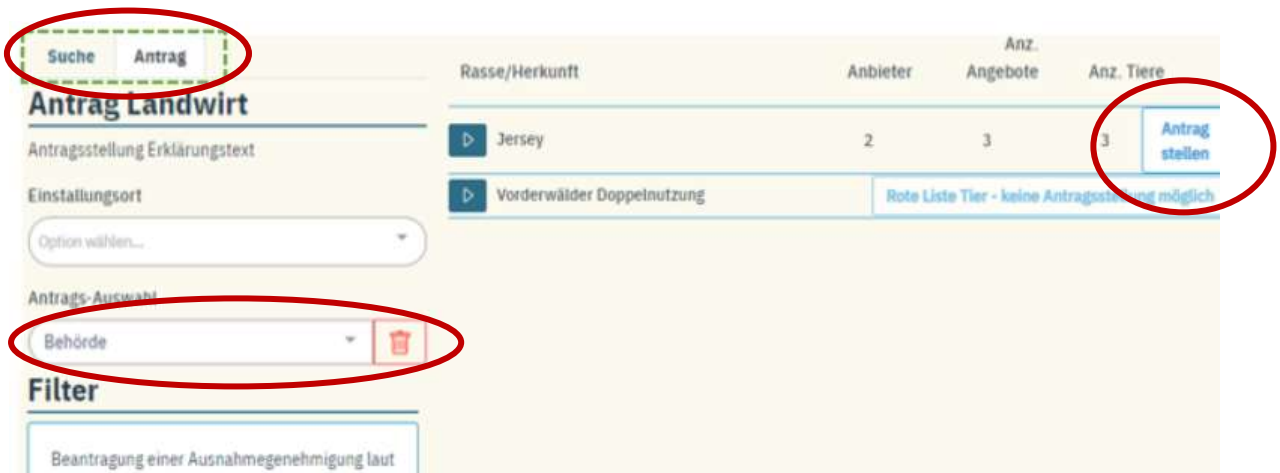 Suche Antrag
Antrag Landwirt
Antragsstellung Erklärungstext
Einstallungsort
Option wählen...
Antrags-Auswahl
Behörde
Filter
Beantragung einer Ausnahmegenehmigung laut
Rasse/Herkunft Anbieter Anz. Angebote Anz. Tiere
Jersey 2 3 3 Antrag stellen
Vorderwälder Doppelnutzung Rote Liste Tier - keine Antragsstellung möglich